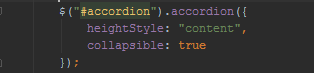 $("#accordion").accordion({
    heightStyle: "content",
    collapsible: true
});